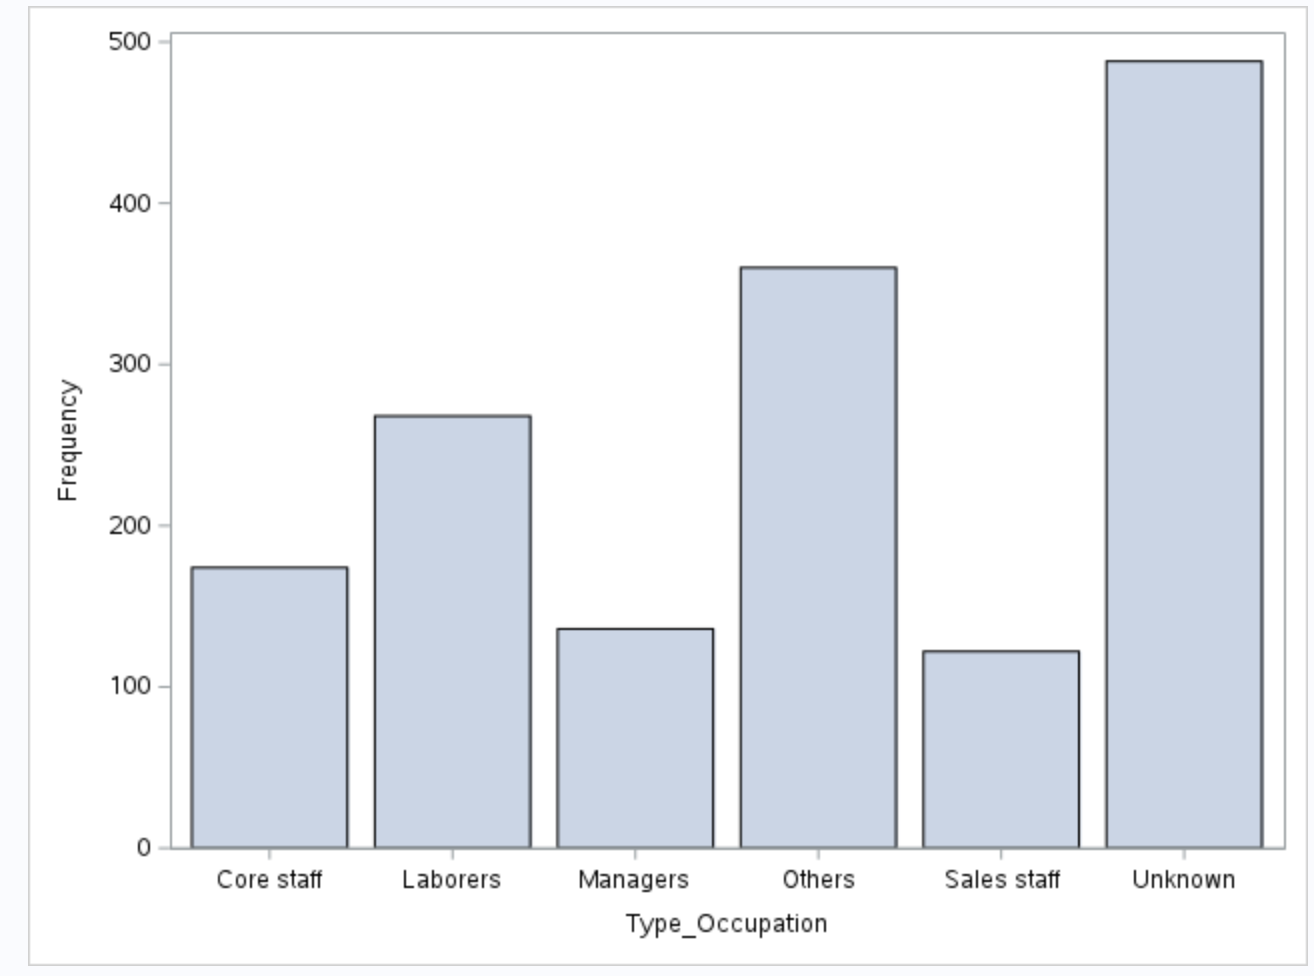 500
400
300
200
100
0
Frequency
Core staff Laborers Managers Others Sales staff Unknown
Type_Occupation